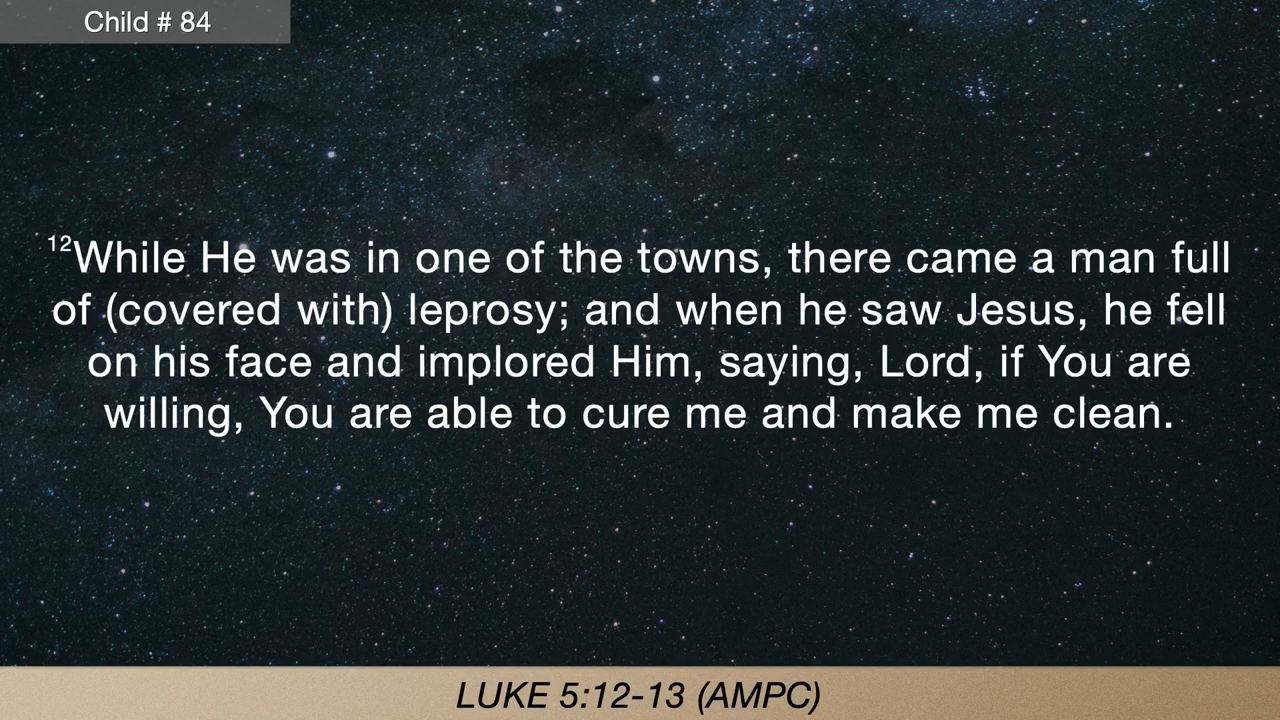 Child # 84
12While He was in one of the towns, there came a man full
of (covered with) leprosy; and when he saw Jesus, he fell
on his face and implored Him, saying, Lord, if You are
willing, You are able to cure me and make me clean.
LUKE 5:12-13 (AMPC)